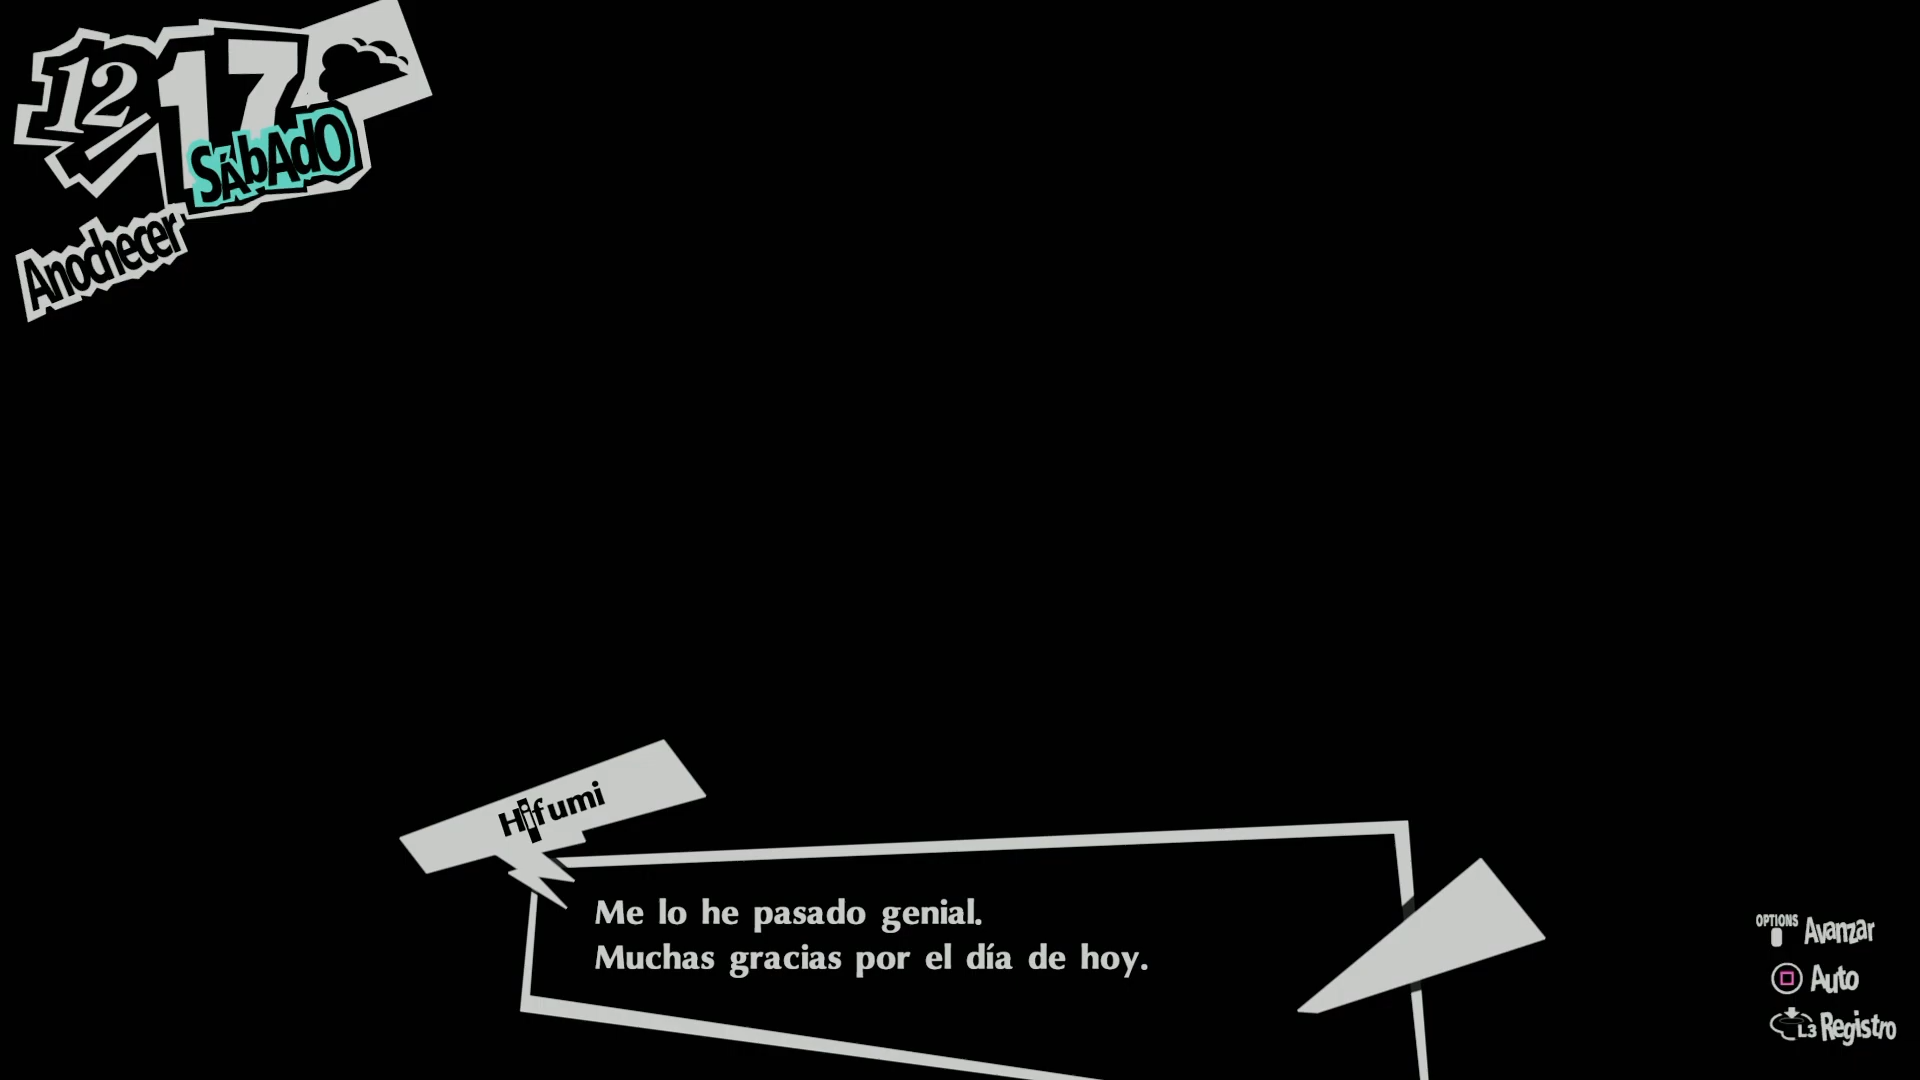 12/17
SÁbAdO
Anochecer
Hifumi
Me lo he pasado genial.
Muchas gracias por el día de hoy.
OPTIONS Avanzar
Auto
L3 Registro